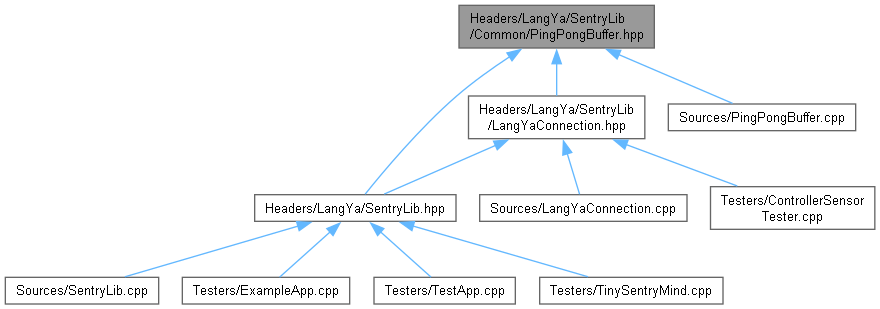 Headers/LangYa/SentryLib
/Common/PingPongBuffer.hpp
Headers/LangYa/SentryLib
/LangYaConnection.hpp
Sources/PingPongBuffer.cpp
Headers/LangYa/SentryLib.hpp
Sources/LangYaConnection.cpp
Testers/ControllerSensor
Tester.cpp
Sources/SentryLib.cpp
Testers/ExampleApp.cpp
Testers/TestApp.cpp
Testers/TinySentryMind.cpp